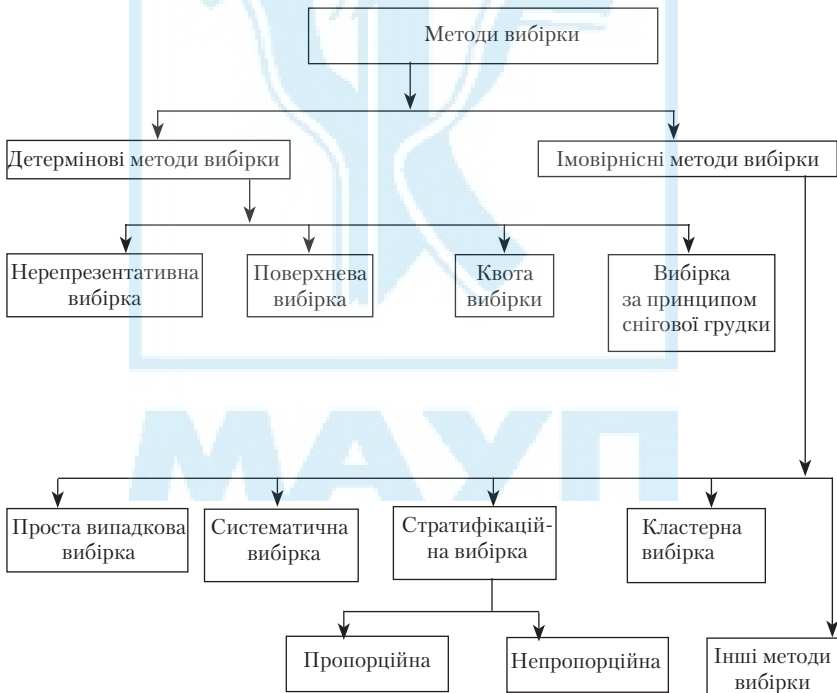 Методи вибірки
Детермінові методи вибірки
Імовірнісні методи вибірки
Нерепрезентативна
вибірка
Поверхнева
вибірка
Квота
вибірки
Вибірка
за принципом
снігової грудки
МАУП
Проста випадкова
вибірка
Систематична
вибірка
Стратифікацій-
на вибірка
Кластерна
вибірка
Пропорційна
Непропорційна
Інші методи
вибірки